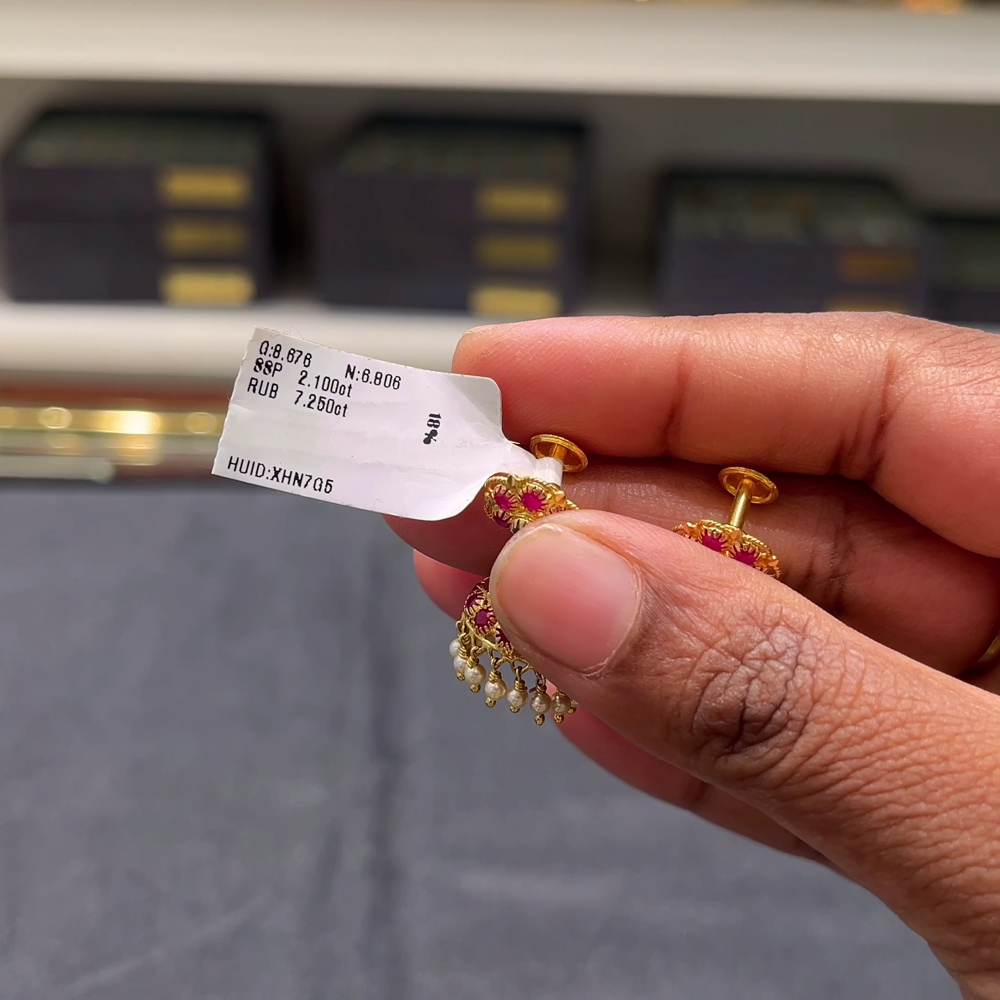 G:8.676 N:6.806
SSP 2.100ct
RUB 7.250ct
18%
HUID:XHN7G5